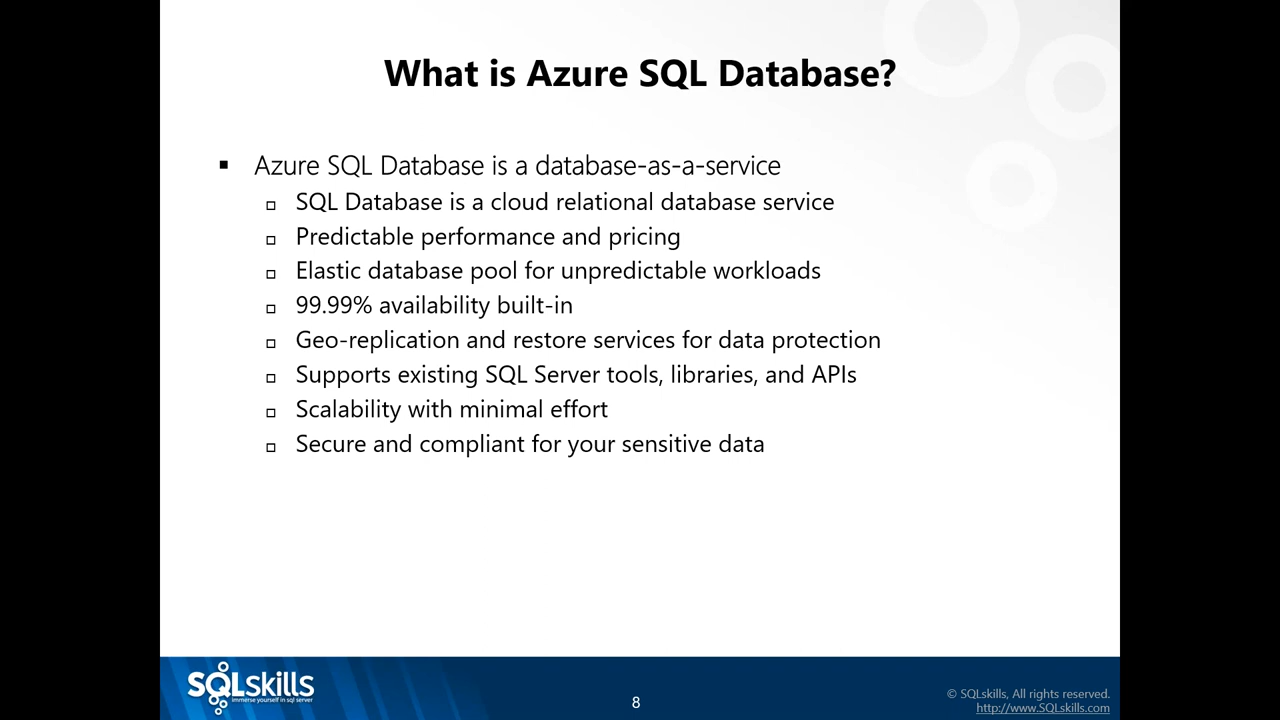 What is Azure SQL Database?
Azure SQL Database is a database-as-a-service
SQL Database is a cloud relational database service
Predictable performance and pricing
Elastic database pool for unpredictable workloads
99.99% availability built-in
Geo-replication and restore services for data protection
Supports existing SQL Server tools, libraries, and APIs
Scalability with minimal effort
Secure and compliant for your sensitive data
SQLskills
immerse yourself in sql server
8
© SQLskills, All rights reserved.
http://www.SQLskills.com